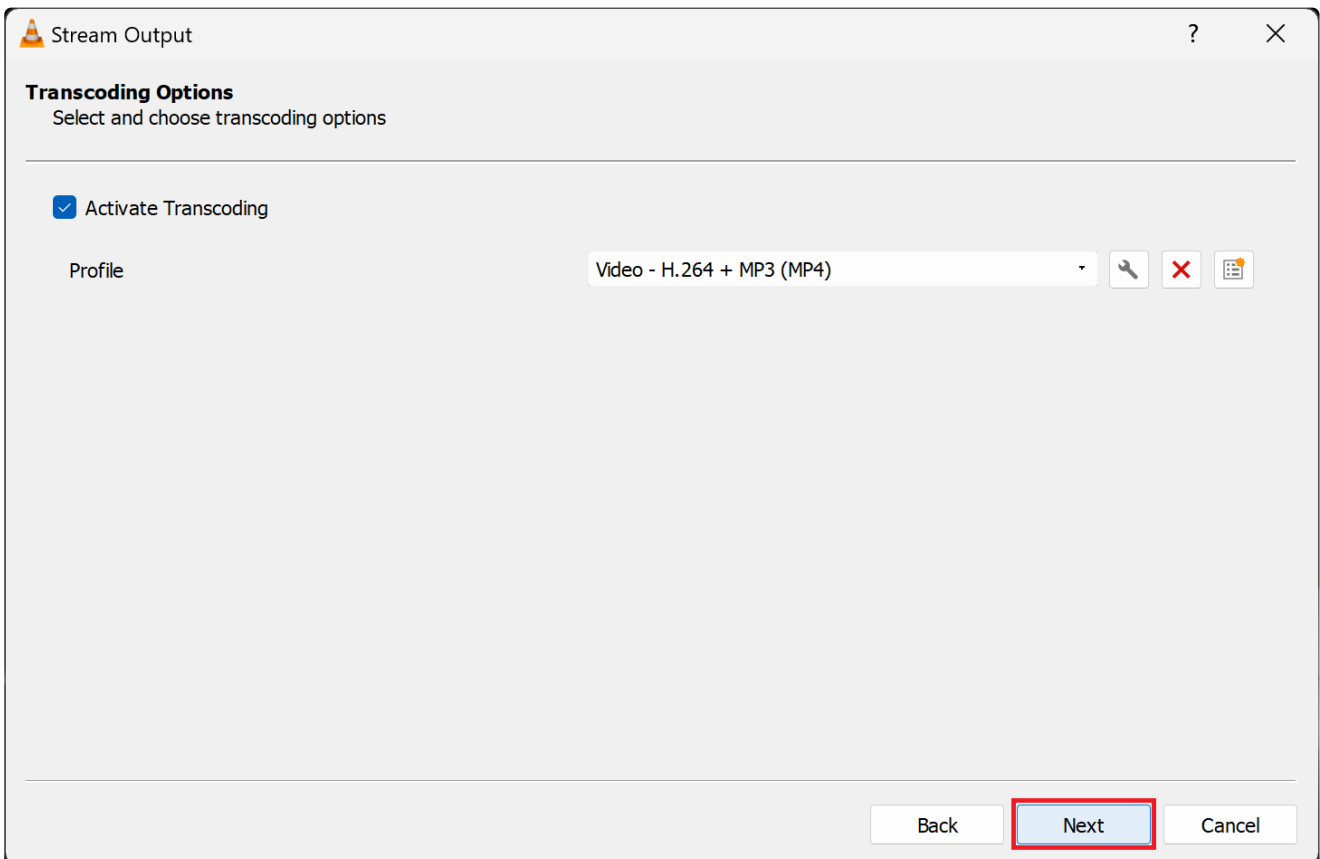 Stream Output
?
Transcoding Options
Select and choose transcoding options
Activate Transcoding
Profile
Video - H.264 + MP3 (MP4)
Back
Next
Cancel